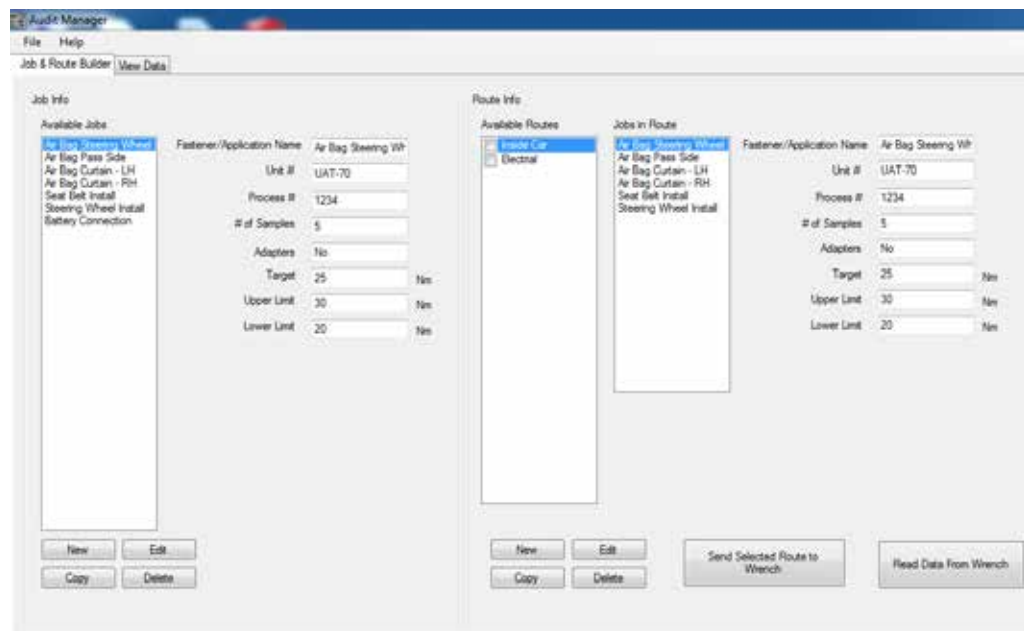 Audit Manager
File Help
Job & Route Builder View Data
Job Info
Available Jobs
Air Bag Steering Wheel
Air Bag Pass Side
Air Bag Curtain - LH
Air Bag Curtain - RH
Seat Belt Install
Steering Wheel Install
Battery Connection
Fastener/Application Name Air Bag Steering Wh
Unit # UAT-70
Process # 1234
# of Samples 5
Adapters No
Target 25 Nm
Upper Limit 30 Nm
Lower Limit 20 Nm
New Edit
Copy Delete
Route Info
Available Routes
Inside Car
Electrial
Jobs in Route
Air Bag Steering Wheel
Air Bag Pass Side
Air Bag Curtain - LH
Air Bag Curtain - RH
Seat Belt Install
Steering Wheel Install
Fastener/Application Name Air Bag Steering Wh
Unit # UAT-70
Process # 1234
# of Samples 5
Adapters No
Target 25 Nm
Upper Limit 30 Nm
Lower Limit 20 Nm
New Edit
Copy Delete
Send Selected Route to
Wrench
Read Data From Wrench